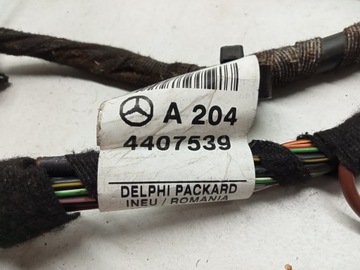 A 204
4407539
DELPHI PACKARD
INEU / ROMANIA